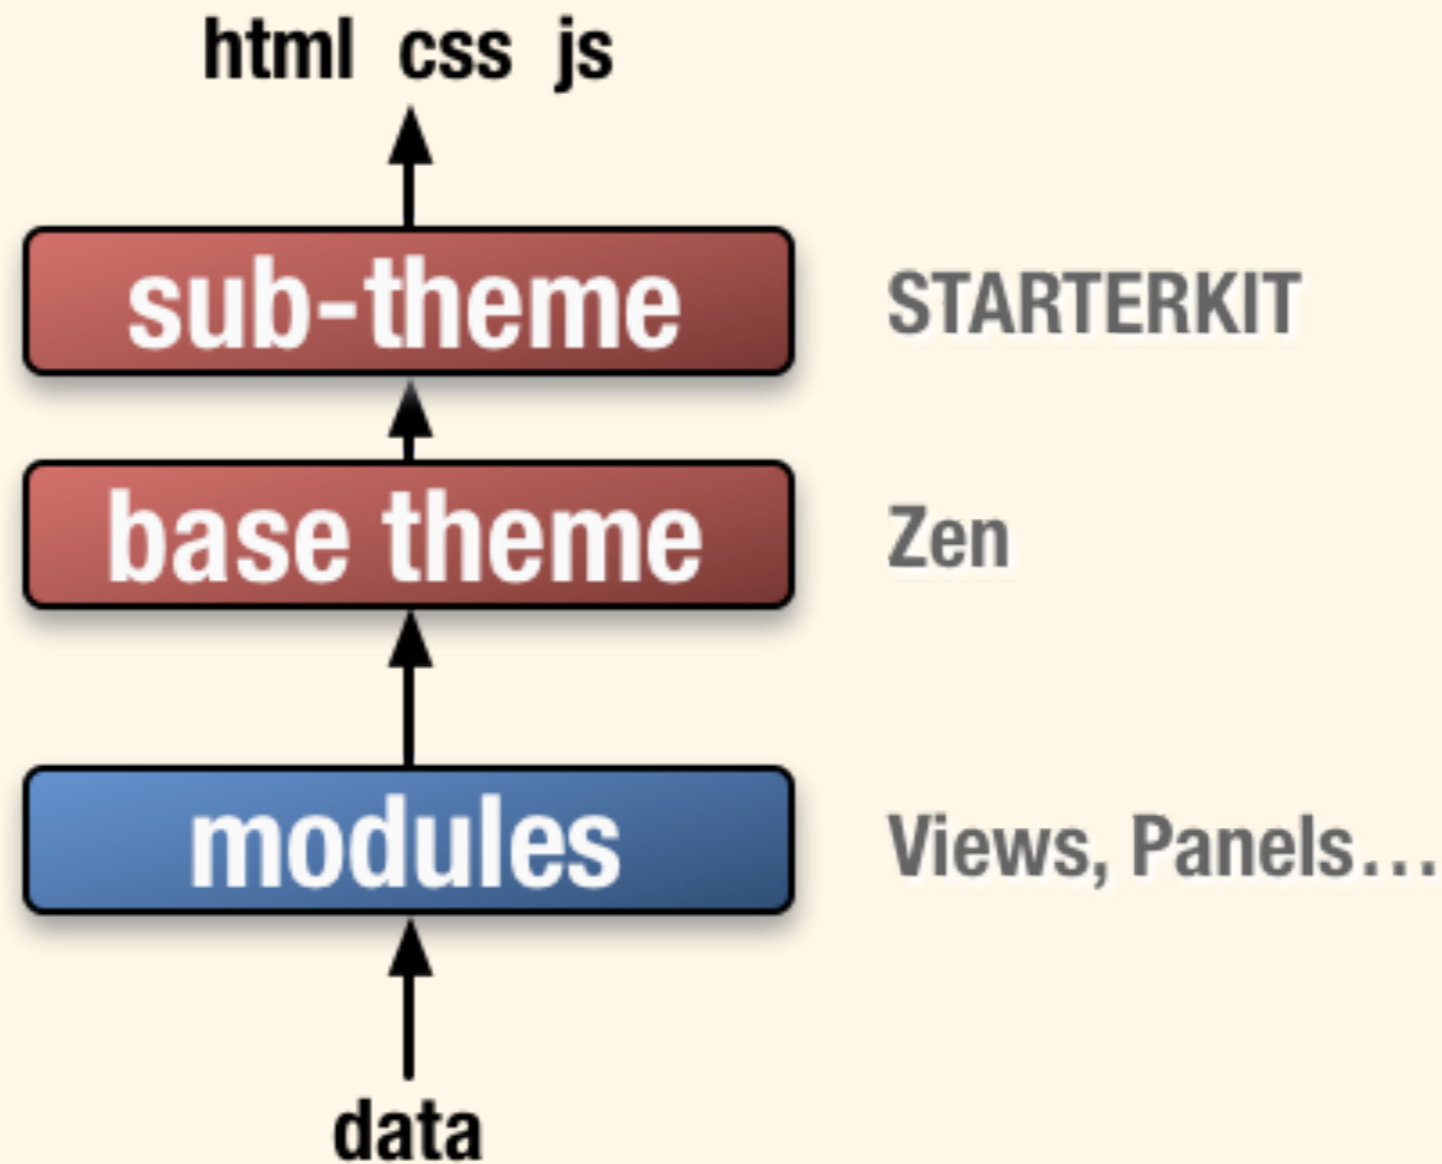 html css js
sub-theme STARTERKIT
base theme Zen
modules Views, Panels…
data